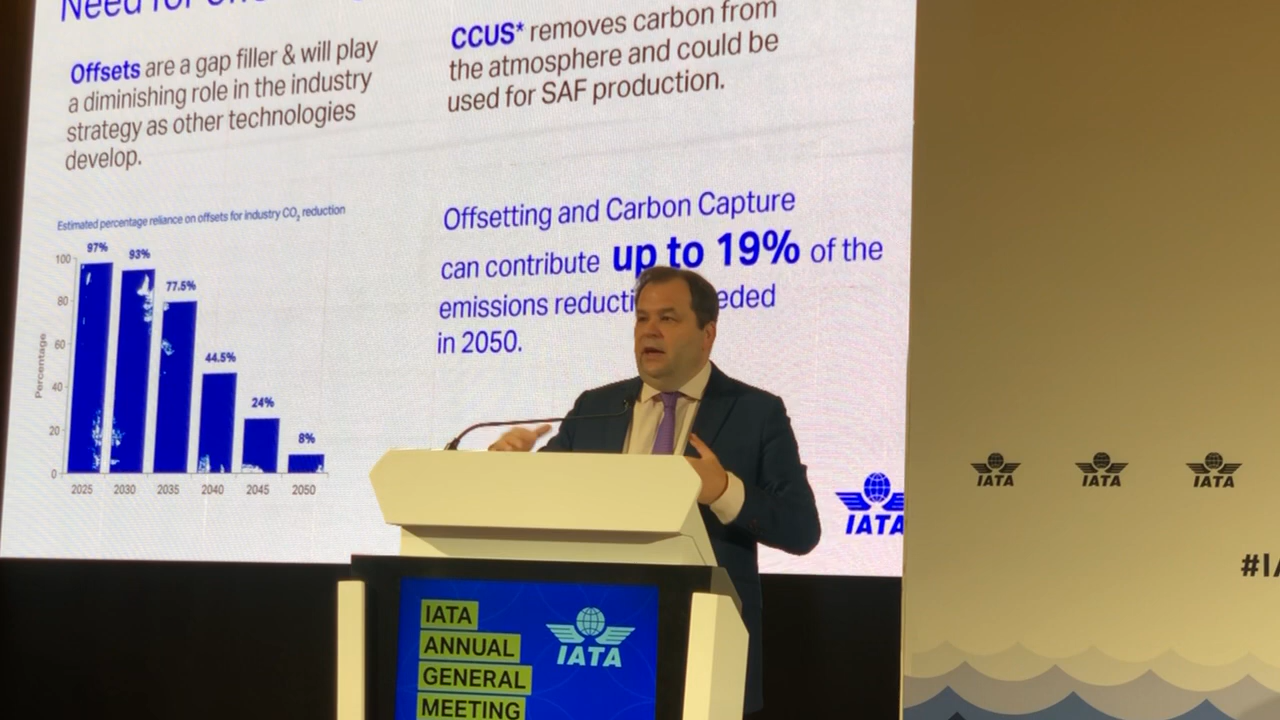 Need for
Offsets are a gap filler & will play
a diminishing role in the industry
strategy as other technologies
develop.
Estimated percentage reliance on offsets for industry CO₂ reduction
Percentage
100
80
60
40
20
0
97%
93%
77.5%
44.5%
24%
8%
2025 2030 2035 2040 2045 2050
CCUS* removes carbon from
the atmosphere and could be
used for SAF production.
Offsetting and Carbon Capture
can contribute up to 19% of the
emissions reducti eded
in 2050.
IATA
IATA
ANNUAL
GENERAL
MEETING
IATA
IATA IATA IATA
#IA